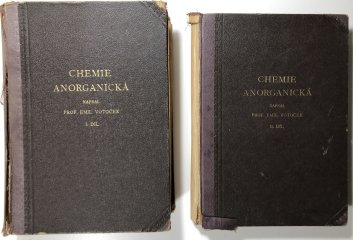 CHEMIE
ANORGANICKÁ
NAPSAL
PROF. EMIL VOTOČEK
I. DÍL.
CHEMIE
ANORGANICKÁ
NAPSAL
PROF. EMIL VOTOČEK
II. DÍL.